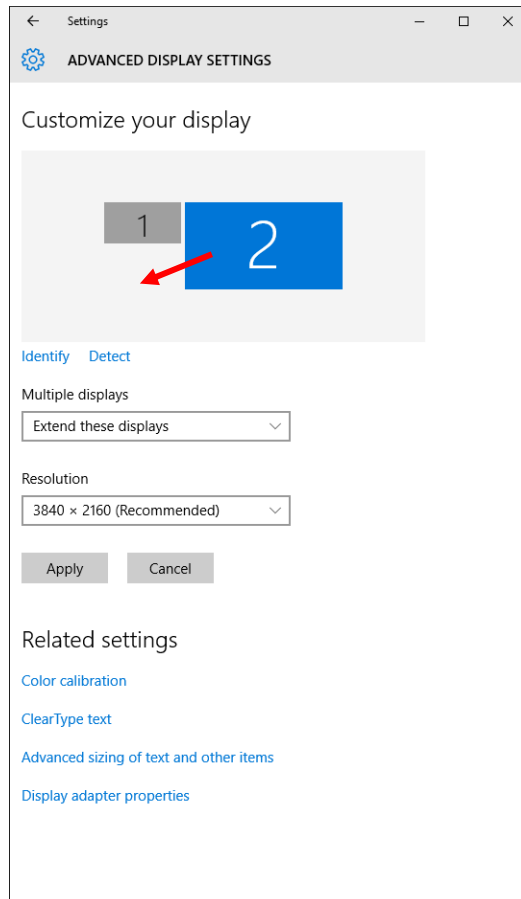 Settings
ADVANCED DISPLAY SETTINGS
Customize your display
1
2
Identify Detect
Multiple displays
Extend these displays
Resolution
3840 × 2160 (Recommended)
Apply Cancel
Related settings
Color calibration
ClearType text
Advanced sizing of text and other items
Display adapter properties